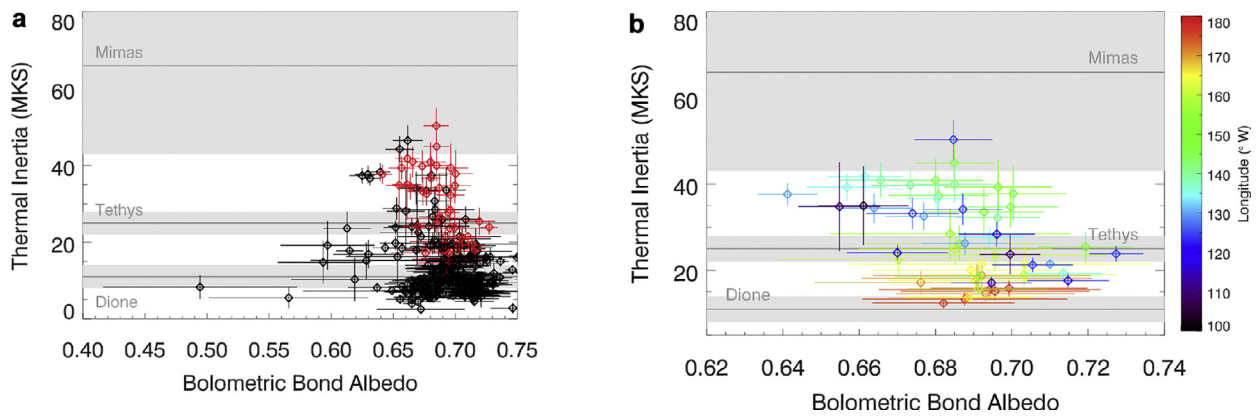 a
80
60
40
20
0
Thermal Inertia (MKS)
Mimas
Tethys
Dione
0.40 0.45 0.50 0.55 0.60 0.65 0.70 0.75
Bolometric Bond Albedo
b
80
60
40
20
Thermal Inertia (MKS)
Mimas
Tethys
Dione
0.62 0.64 0.66 0.68 0.70 0.72 0.74
Bolometric Bond Albedo
180
170
160
150
140
130
120
110
100
Longitude (° W)